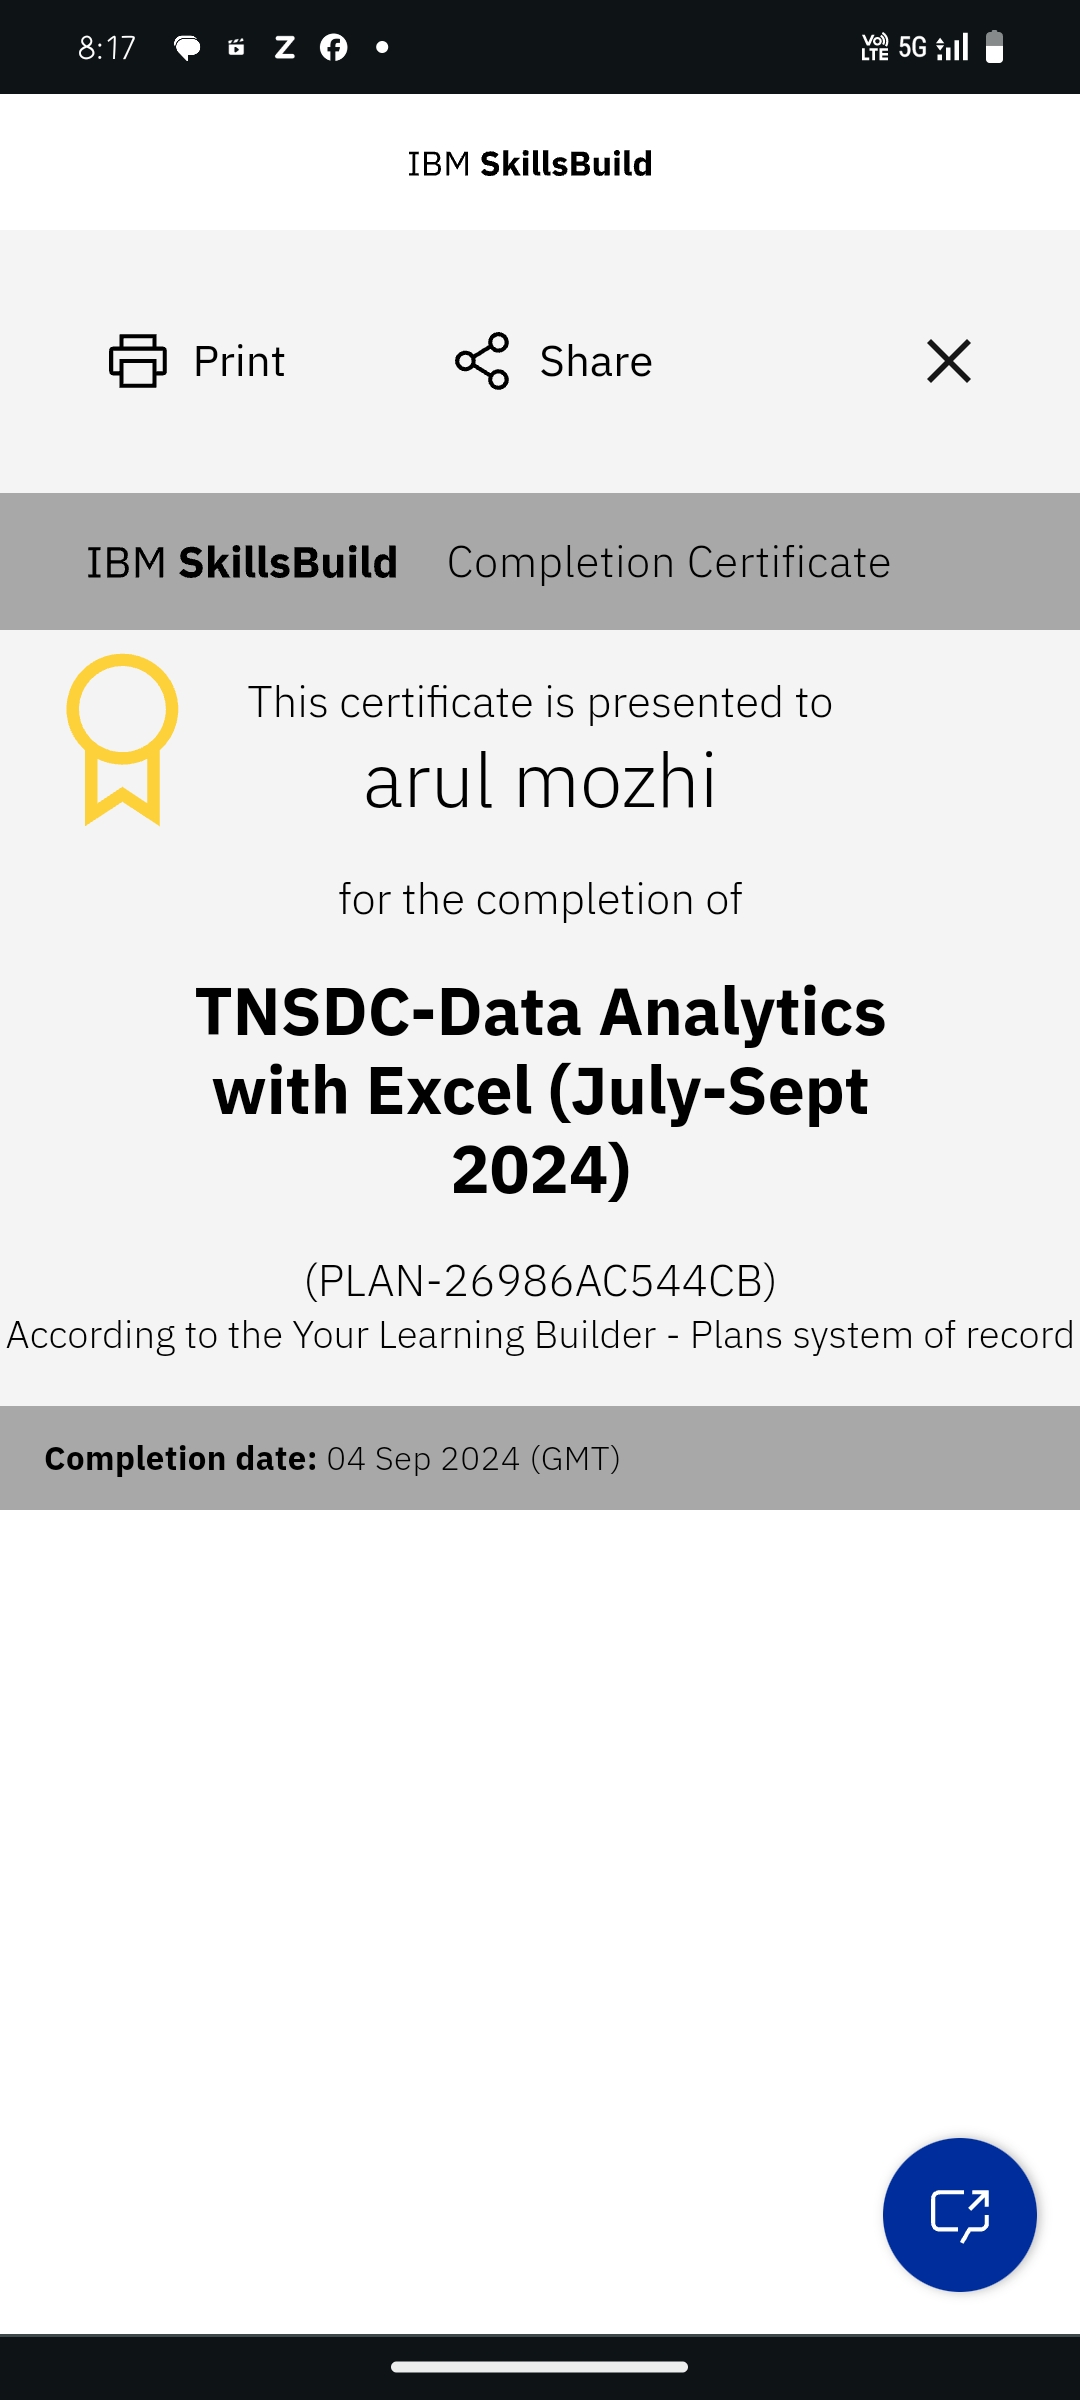 8:17
Vo) LTE 5G
IBM SkillsBuild
Print Share
IBM SkillsBuild Completion Certificate
This certificate is presented to
arul mozhi
for the completion of
TNSDC-Data Analytics
with Excel (July-Sept
2024)
(PLAN-26986AC544CB)
According to the Your Learning Builder - Plans system of record
Completion date: 04 Sep 2024 (GMT)